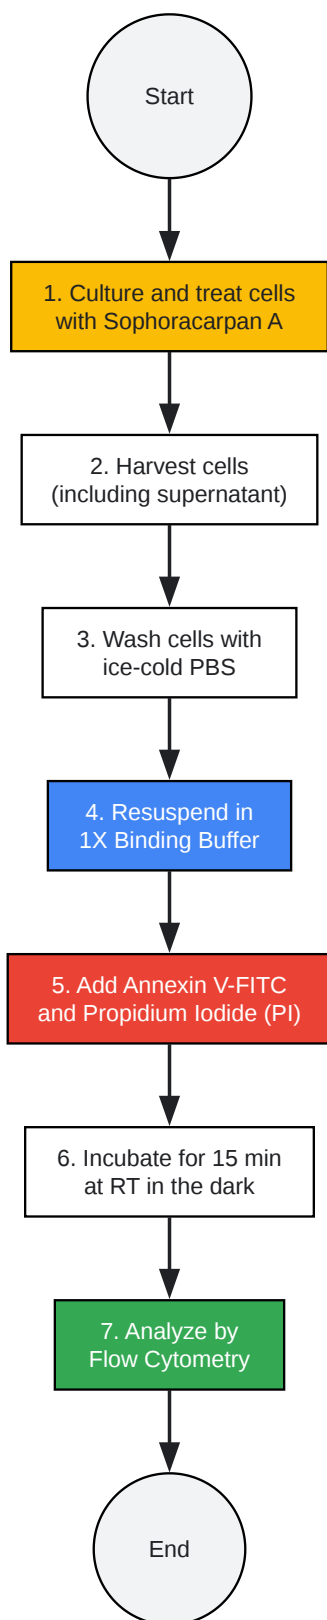 Start
1. Culture and treat cells
with Sophoracarpan A
2. Harvest cells
(including supernatant)
3. Wash cells with
ice-cold PBS
4. Resuspend in
1X Binding Buffer
5. Add Annexin V-FITC
and Propidium Iodide (PI)
6. Incubate for 15 min
at RT in the dark
7. Analyze by
Flow Cytometry
End